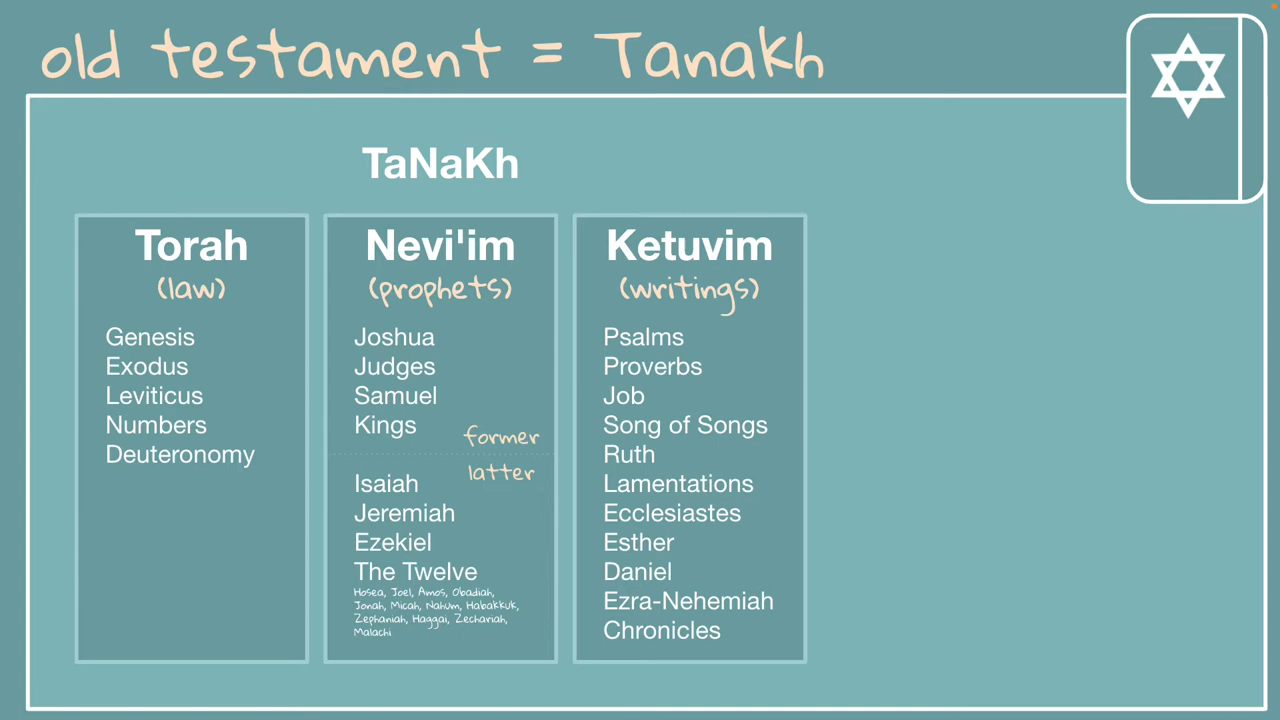 old testament = Tanakh
TaNaKh
Torah
(law)
Genesis
Exodus
Leviticus
Numbers
Deuteronomy
Nevi'im
(prophets)
Joshua
Judges
Samuel
Kings
former
latter
Isaiah
Jeremiah
Ezekiel
The Twelve
Hosea, Joel, Amos, Obadiah,
Jonah, Micah, Nahum, Habakkuk,
Zephaniah, Haggai, Zechariah,
Malachi
Ketuvim
(writings)
Psalms
Proverbs
Job
Song of Songs
Ruth
Lamentations
Ecclesiastes
Esther
Daniel
Ezra-Nehemiah
Chronicles